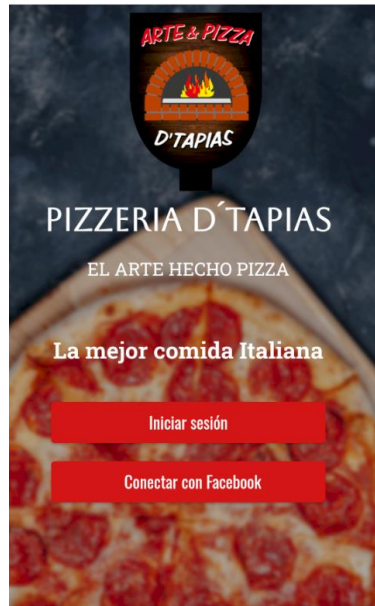 ARTE & PIZZA
D'TAPIAS
PIZZERIA D´TAPIAS
EL ARTE HECHO PIZZA
La mejor comida Italiana
Iniciar sesión
Conectar con Facebook